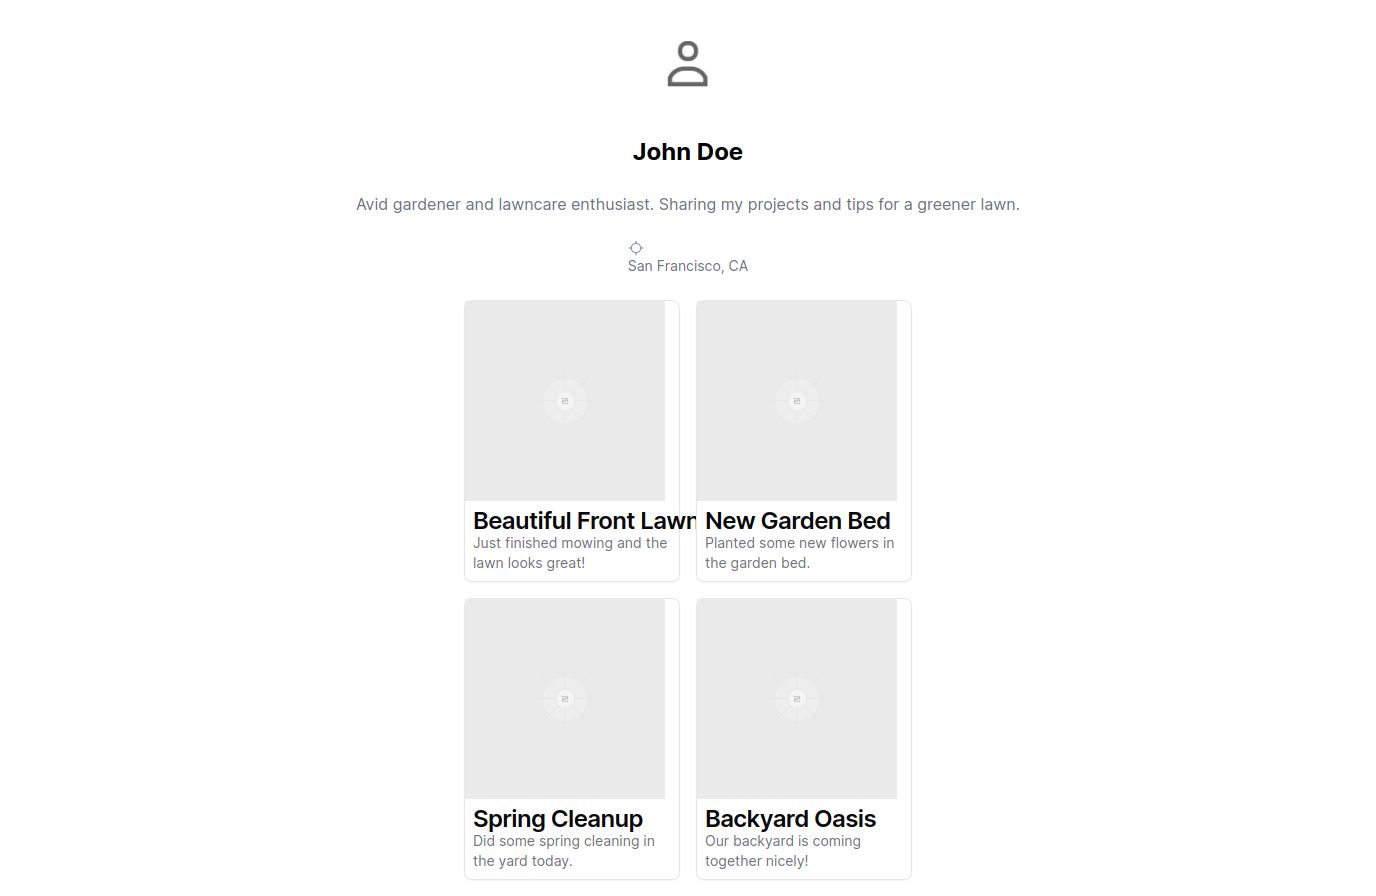 John Doe
Avid gardener and lawncare enthusiast. Sharing my projects and tips for a greener lawn.
San Francisco, CA
Beautiful Front Lawn
Just finished mowing and the
lawn looks great!
New Garden Bed
Planted some new flowers in
the garden bed.
Spring Cleanup
Did some spring cleaning in
the yard today.
Backyard Oasis
Our backyard is coming
together nicely!